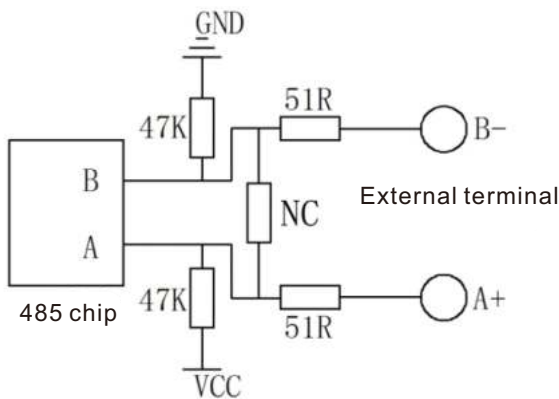 GND
51R
47K
B-
B
External terminal
NC
A
47K
A+
485 chip
51R
VCC